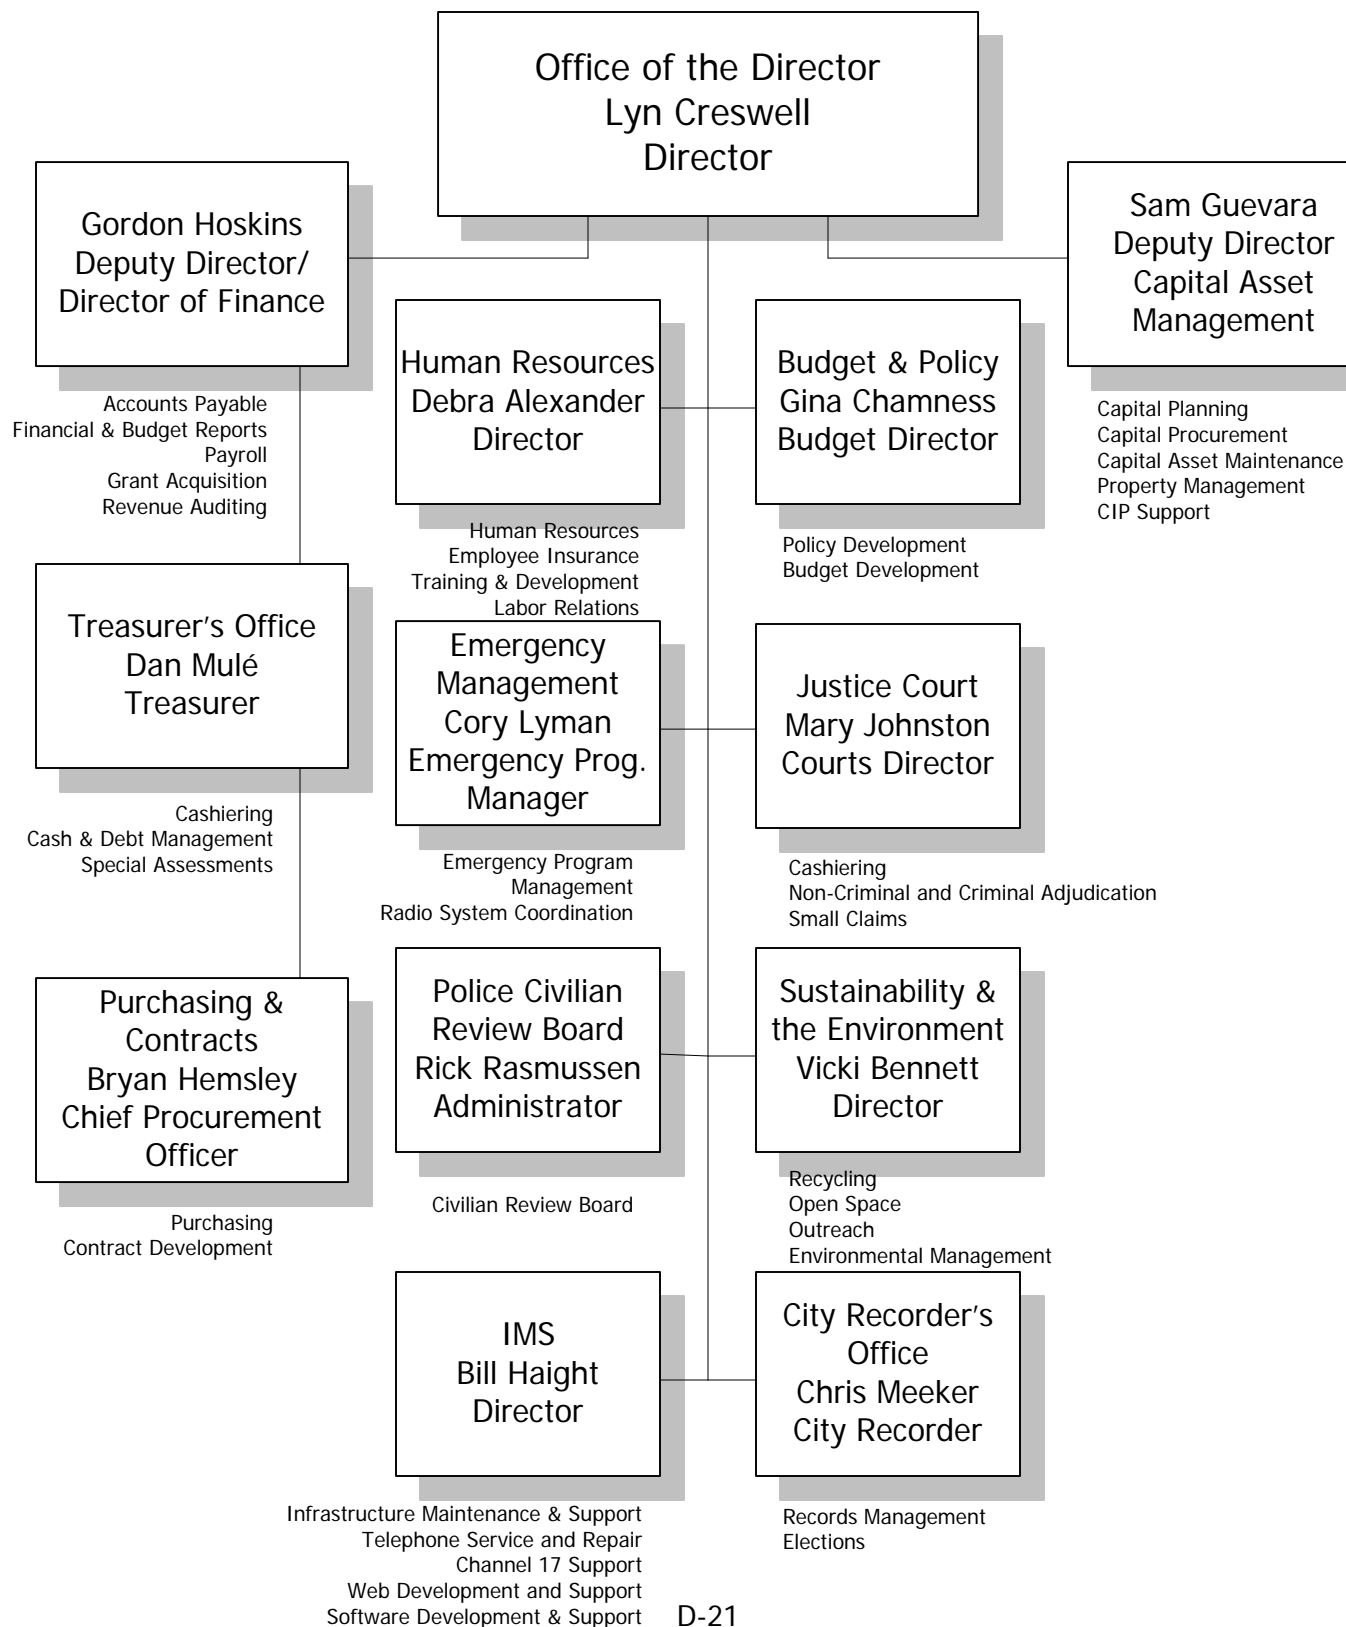 Office of the Director
Lyn Creswell
Director
Gordon Hoskins
Deputy Director/
Director of Finance
Sam Guevara
Deputy Director
Capital Asset
Management
Accounts Payable
Financial & Budget Reports
Payroll
Grant Acquisition
Revenue Auditing
Human Resources
Debra Alexander
Director
Budget & Policy
Gina Chamness
Budget Director
Capital Planning
Capital Procurement
Capital Asset Maintenance
Property Management
CIP Support
Human Resources
Employee Insurance
Training & Development
Labor Relations
Policy Development
Budget Development
Treasurer's Office
Dan Mulé
Treasurer
Emergency
Management
Cory Lyman
Emergency Prog.
Manager
Justice Court
Mary Johnston
Courts Director
Cashiering
Cash & Debt Management
Special Assessments
Emergency Program
Management
Radio System Coordination
Cashiering
Non-Criminal and Criminal Adjudication
Small Claims
Purchasing &
Contracts
Bryan Hemsley
Chief Procurement
Officer
Police Civilian
Review Board
Rick Rasmussen
Administrator
Sustainability &
the Environment
Vicki Bennett
Director
Purchasing
Contract Development
Civilian Review Board
Recycling
Open Space
Outreach
Environmental Management
IMS
Bill Haight
Director
City Recorder's
Office
Chris Meeker
City Recorder
Infrastructure Maintenance & Support
Telephone Service and Repair
Channel 17 Support
Web Development and Support
Software Development & Support
Records Management
Elections
D-21